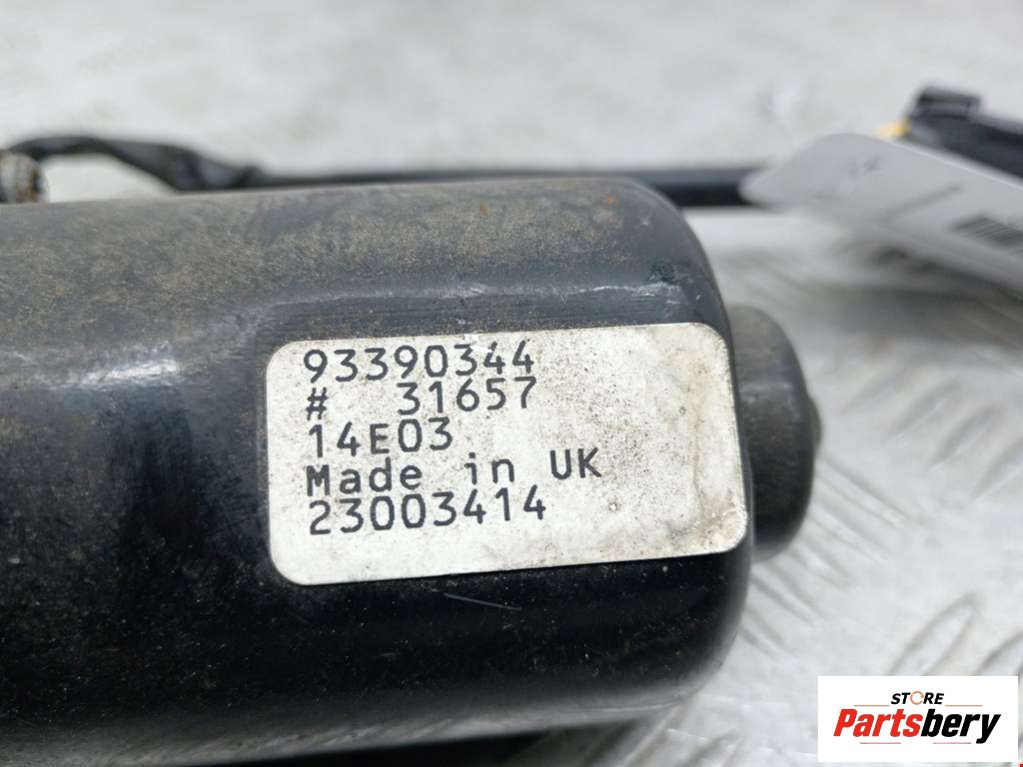 93390344
# 31657
14E03
Made in UK
23003414
STORE
Partsbery